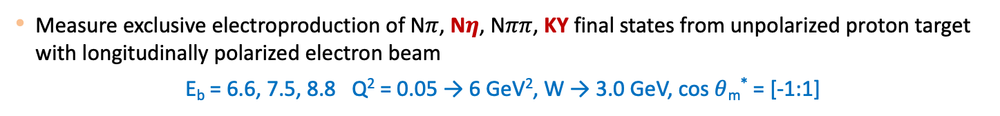 • Measure exclusive electroproduction of Nπ, Nη, Nππ, KY final states from unpolarized proton target
with longitudinally polarized electron beam
E_b = 6.6, 7.5, 8.8 Q² = 0.05 → 6 GeV², W → 3.0 GeV, cos θ_m* = [-1:1]